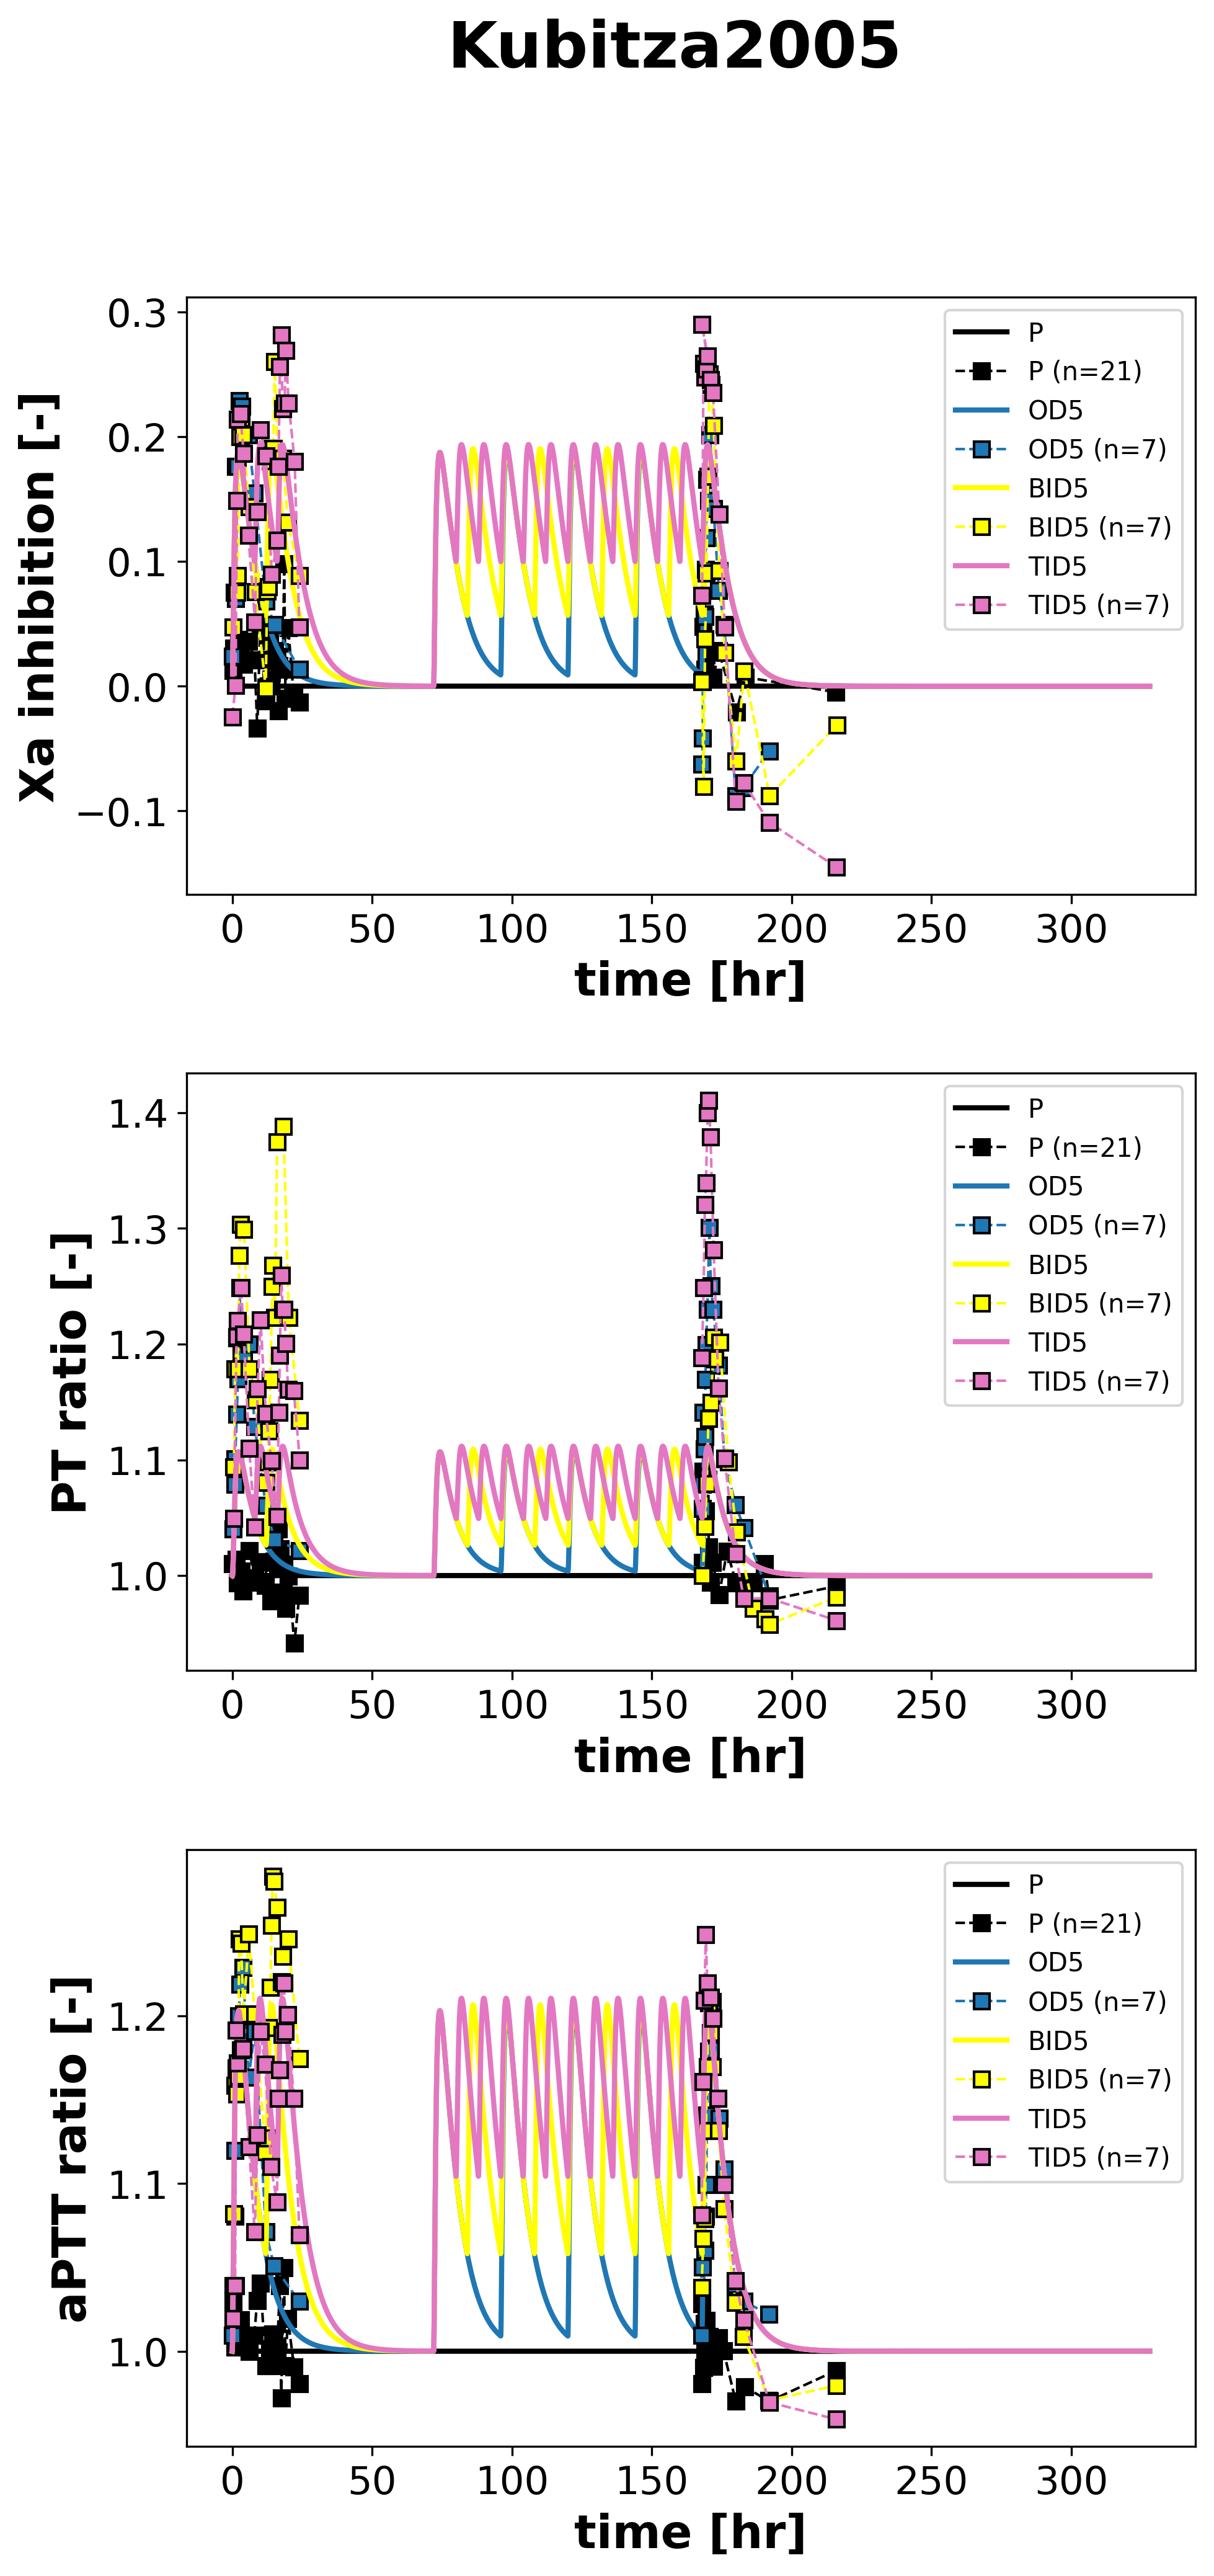 Kubitza2005
Xa inhibition [-]
0.3
0.2
0.1
0.0
−0.1
0 50 100 150 200 250 300
time [hr]
P
P (n=21)
OD5
OD5 (n=7)
BID5
BID5 (n=7)
TID5
TID5 (n=7)
PT ratio [-]
1.4
1.3
1.2
1.1
1.0
0 50 100 150 200 250 300
time [hr]
P
P (n=21)
OD5
OD5 (n=7)
BID5
BID5 (n=7)
TID5
TID5 (n=7)
aPTT ratio [-]
1.2
1.1
1.0
0 50 100 150 200 250 300
time [hr]
P
P (n=21)
OD5
OD5 (n=7)
BID5
BID5 (n=7)
TID5
TID5 (n=7)